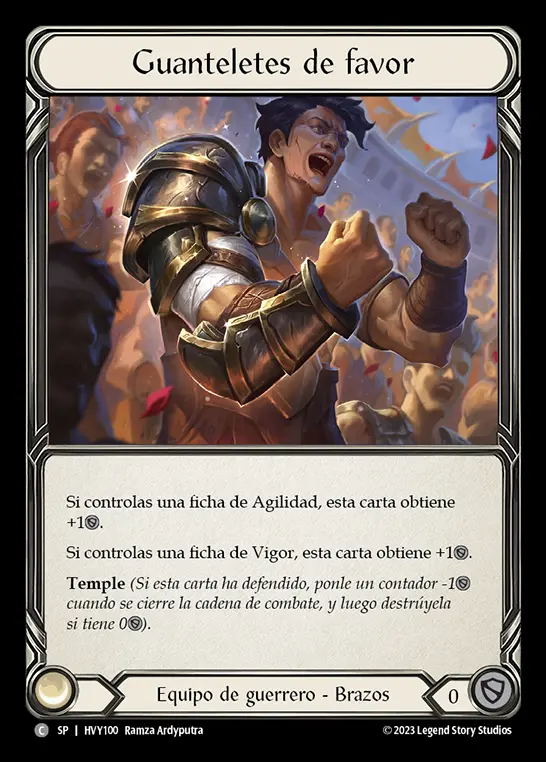 Guanteletes de favor
Si controlas una ficha de Agilidad, esta carta obtiene
+1.
Si controlas una ficha de Vigor, esta carta obtiene +1.
Temple (Si esta carta ha defendido, ponle un contador -1
cuando se cierre la cadena de combate, y luego destrúyela
si tiene 0).
Equipo de guerrero - Brazos
0
C SP | HVY100 Ramza Ardyputra
© 2023 Legend Story Studios